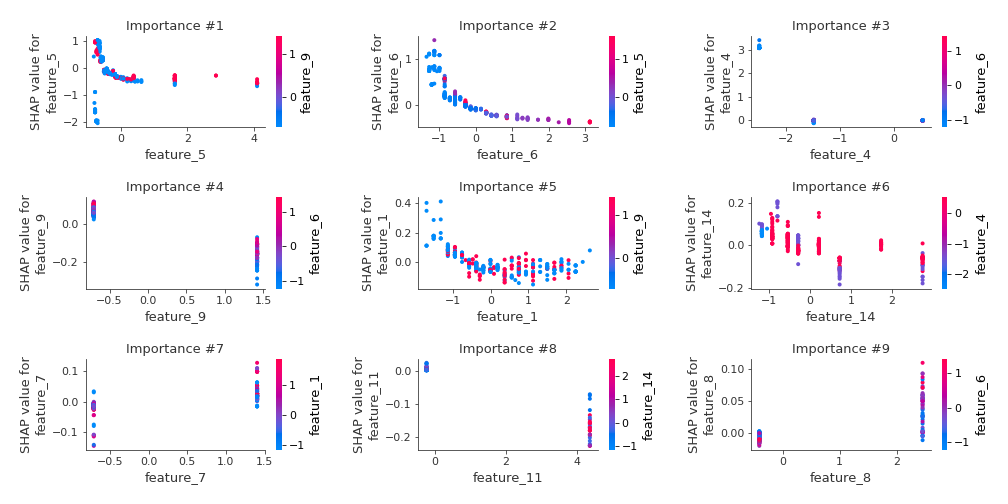 Importance #1
Importance #2
Importance #3
SHAP value for
feature_5
1
0
−1
−2
0
2
4
feature_5
1
0
feature_9
SHAP value for
feature_6
1
0
−1
0
1
2
3
feature_6
1
0
feature_5
SHAP value for
feature_4
3
2
1
0
−2
−1
0
feature_4
1
0
−1
feature_6
Importance #4
Importance #5
Importance #6
SHAP value for
feature_9
0.0
−0.2
−0.5
0.0
0.5
1.0
1.5
feature_9
1
0
−1
feature_6
SHAP value for
feature_1
0.4
0.2
0.0
−1
0
1
2
feature_1
1
0
feature_9
SHAP value for
feature_14
0.2
0.0
−0.2
−1
0
1
2
feature_14
0
−1
−2
feature_4
Importance #7
Importance #8
Importance #9
SHAP value for
feature_7
0.1
0.0
−0.1
−0.5
0.0
0.5
1.0
1.5
feature_7
1
0
−1
feature_1
SHAP value for
feature_11
0.0
−0.1
−0.2
0
2
4
feature_11
2
1
0
−1
feature_14
SHAP value for
feature_8
0.10
0.05
0.00
0
1
2
feature_8
1
0
−1
feature_6